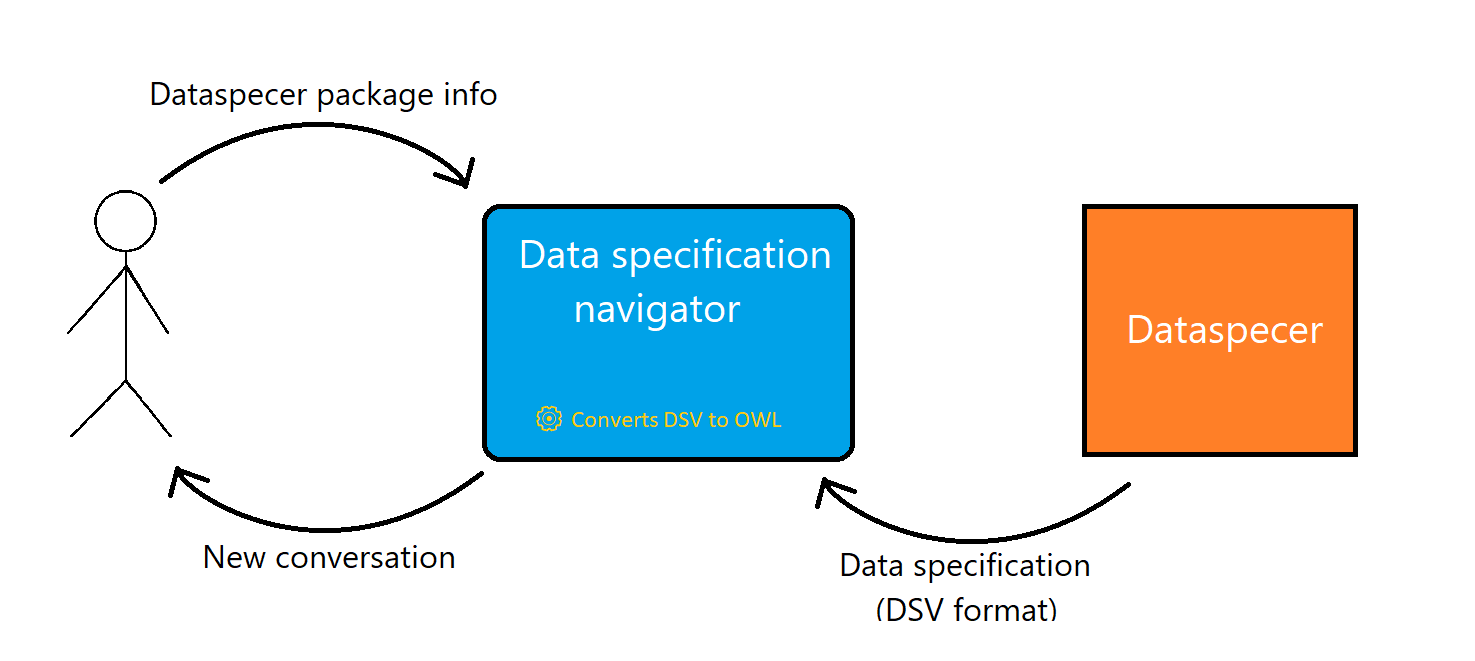 Dataspecer package info
Data specification
navigator
Converts DSV to OWL
Dataspecer
New conversation
Data specification
(DSV format)